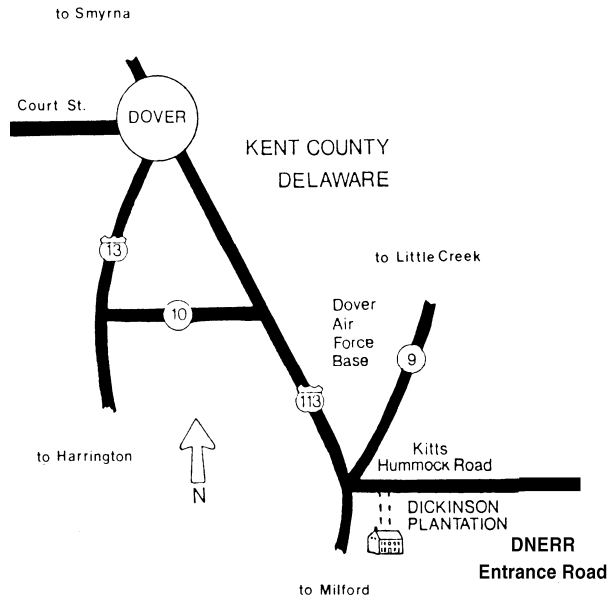 to Smyrna
Court St.
DOVER
KENT COUNTY
DELAWARE
13
to Little Creek
10
Dover
Air
Force
Base
9
113
to Harrington
N
Kitts
Hummock Road
DICKINSON
PLANTATION
DNERR
Entrance Road
to Milford